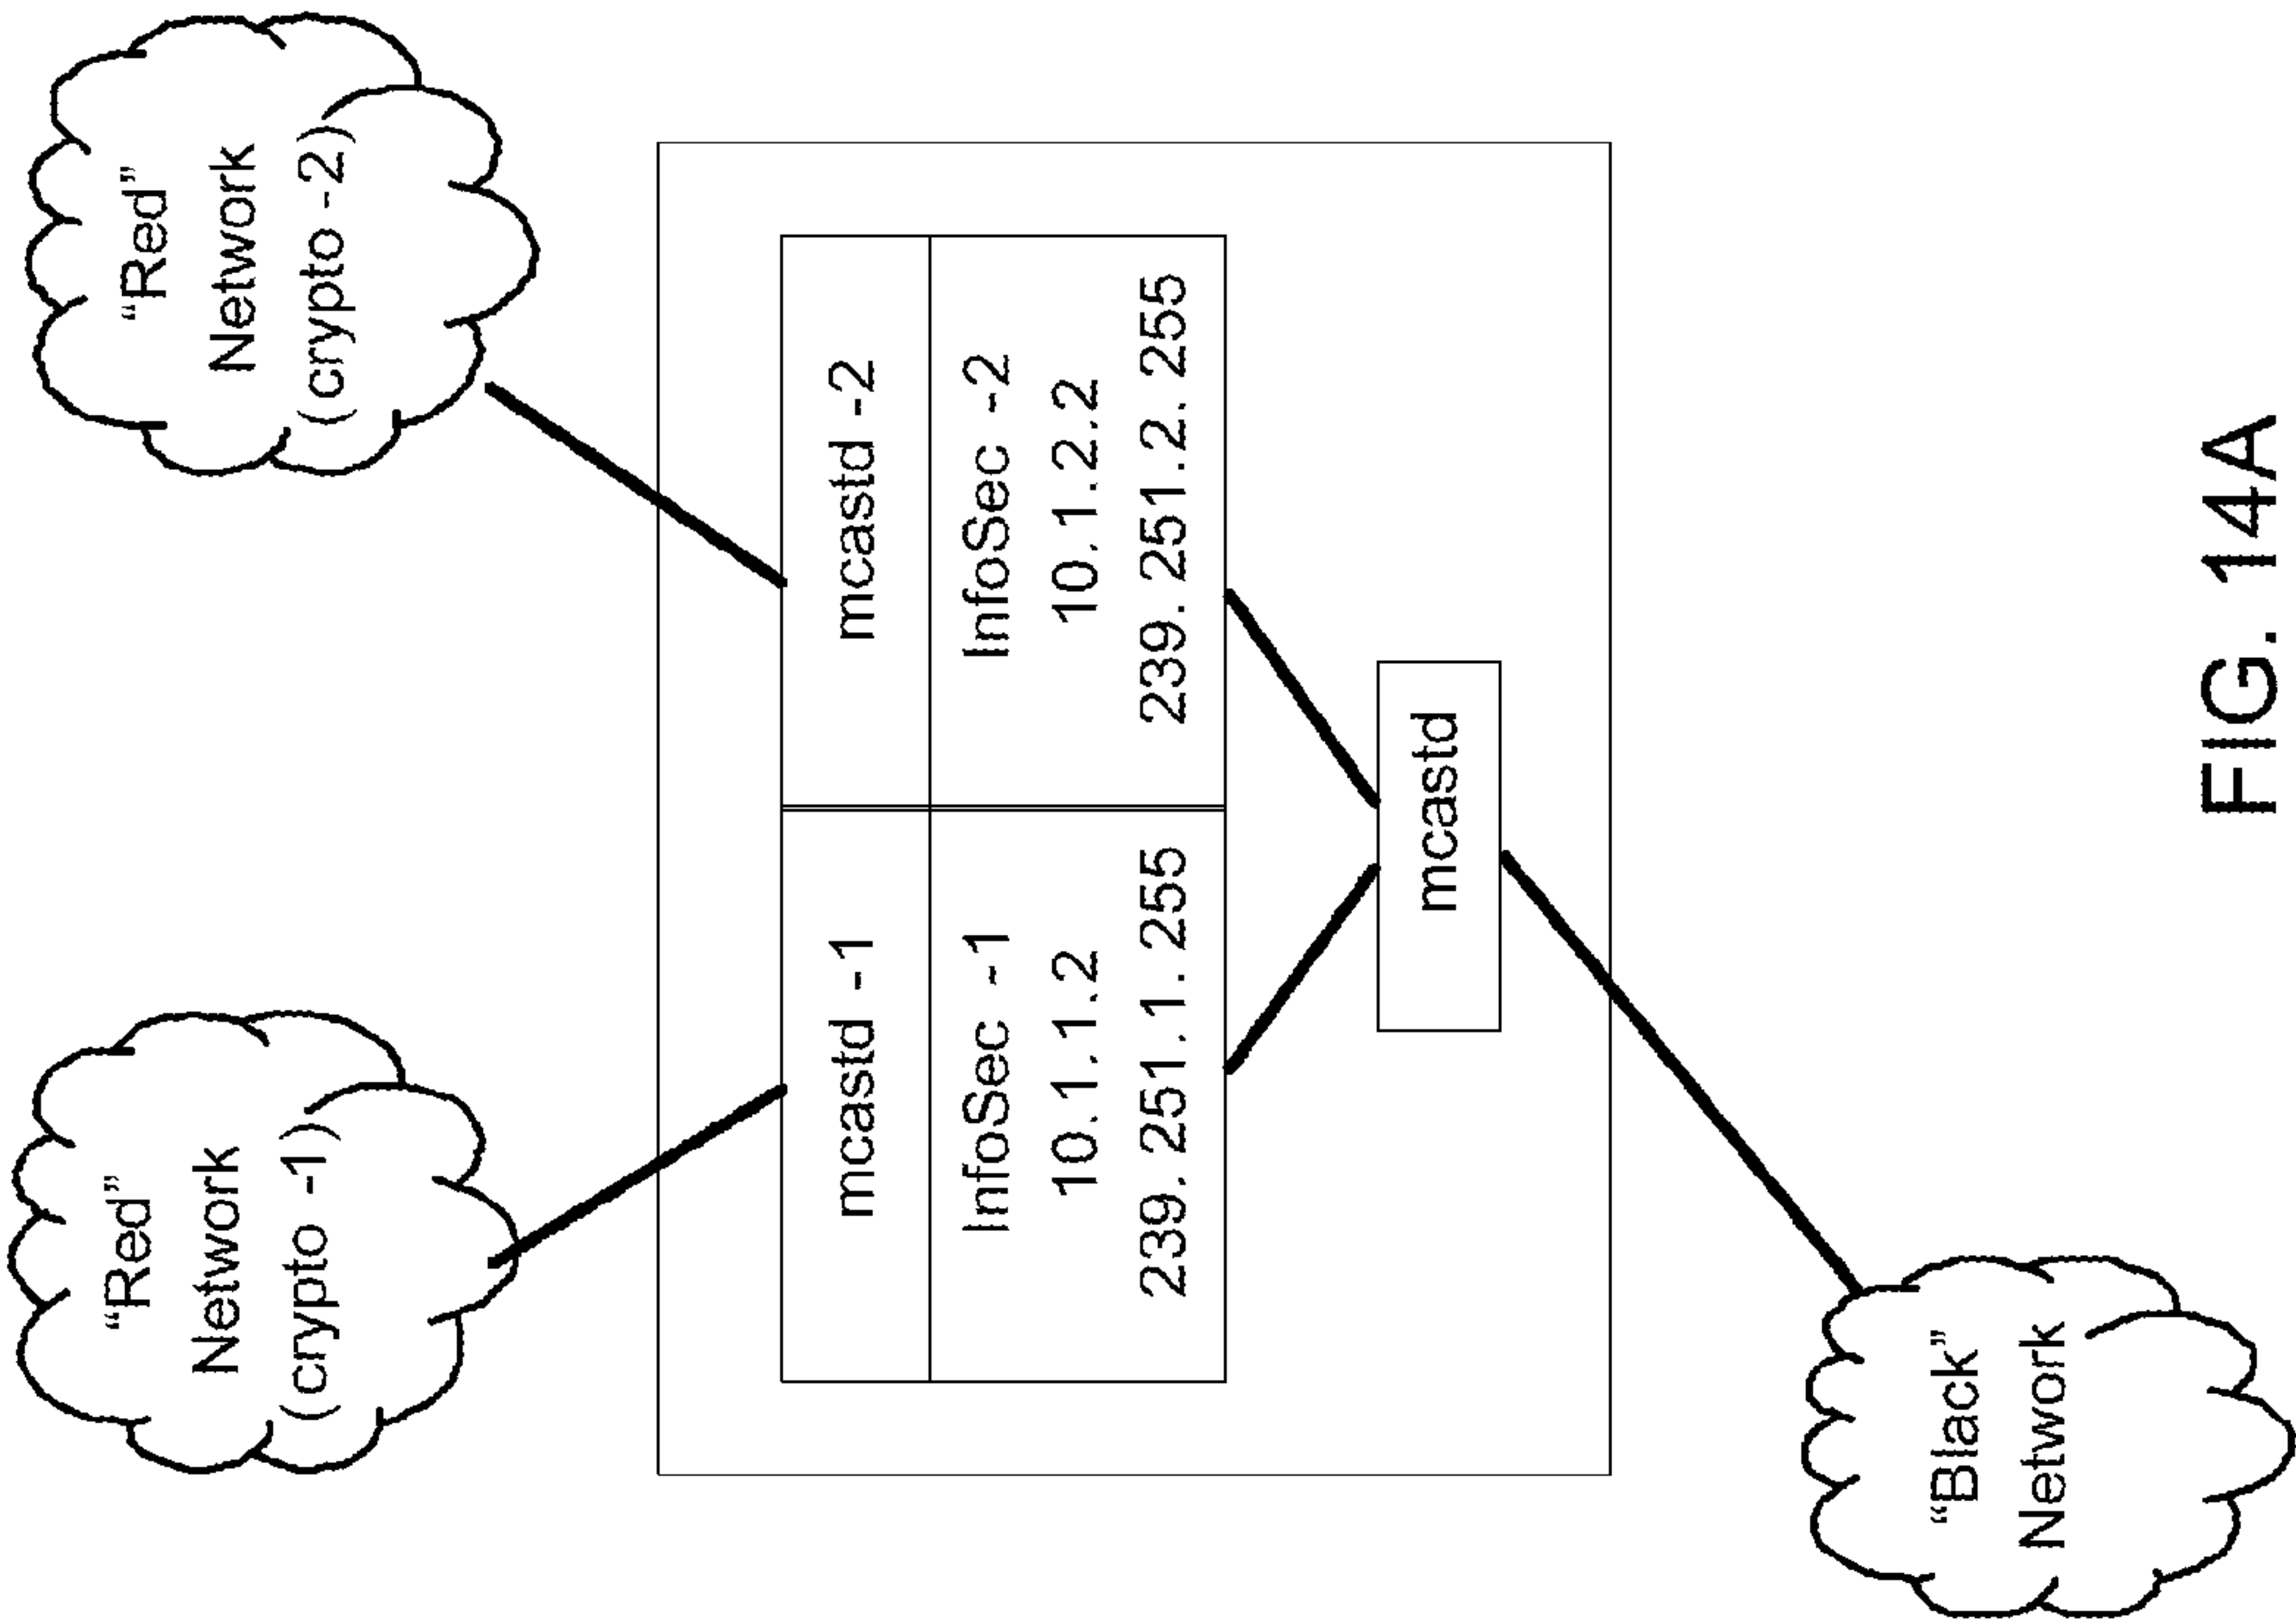 “Red”
Network
(crypto -1)
“Red”
Network
(crypto -2)
mcastd -1
mcastd -2
InfoSec -1
10.1.1.2
239. 251.1. 255
InfoSec -2
10.1.2.2
239. 251.2. 255
mcastd
“Black”
Network
FIG. 14A